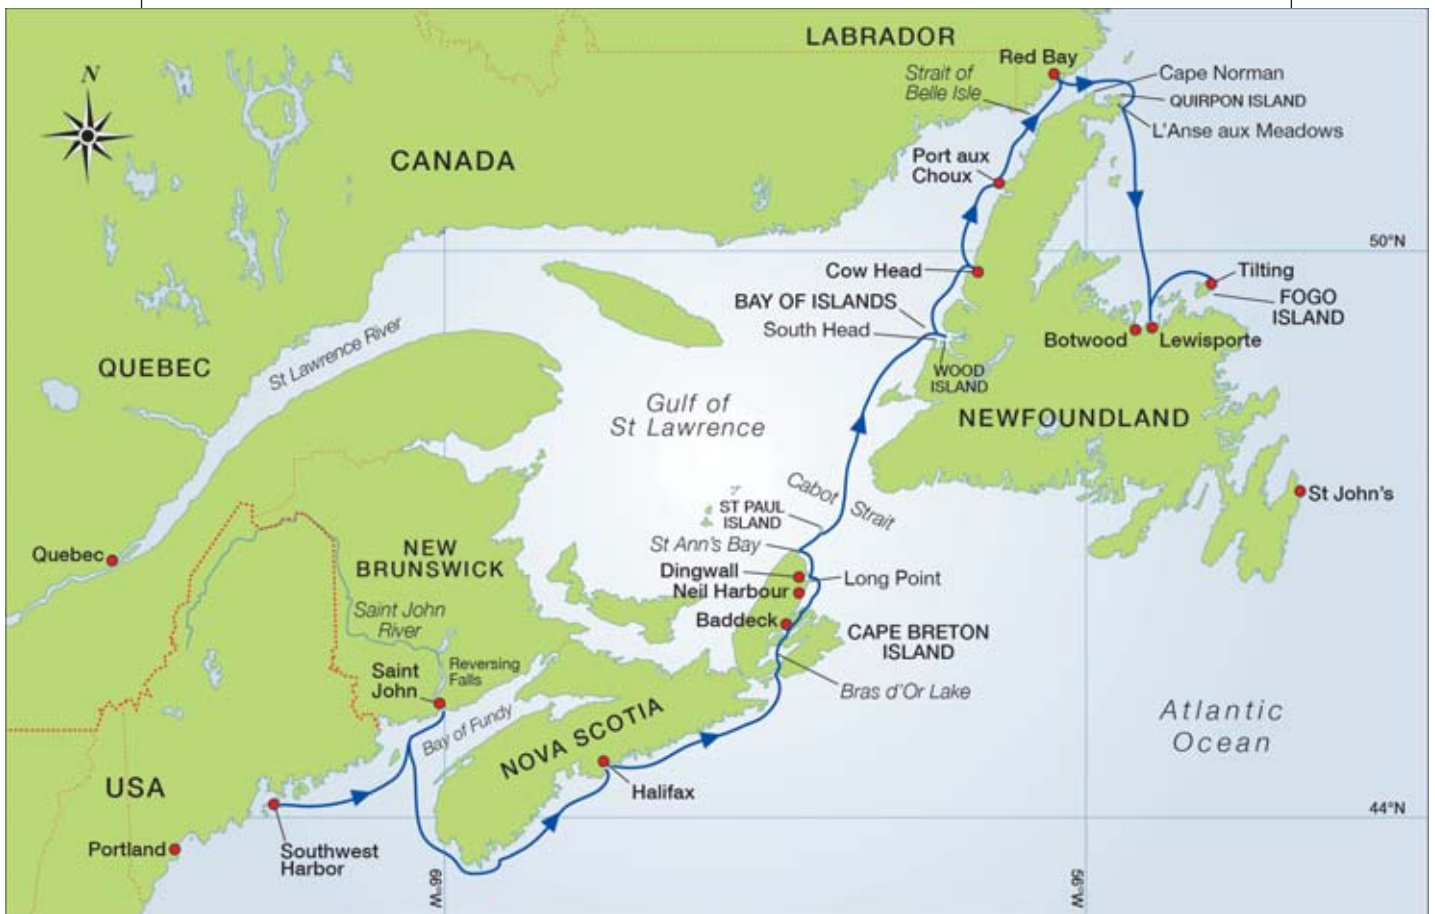 LABRADOR
Red Bay
N
Strait of
Belle Isle
Cape Norman
QUIRPON ISLAND
L'Anse aux Meadows
CANADA
Port aux
Choux
50°N
Cow Head
Tilting
BAY OF ISLANDS
FOGO
ISLAND
South Head
St Lawrence River
Botwood
Lewisporte
QUEBEC
WOOD
ISLAND
Gulf of
St Lawrence
NEWFOUNDLAND
Cabot Strait
St John's
ST PAUL
ISLAND
St Ann's Bay
Quebec
NEW
BRUNSWICK
Dingwall
Long Point
Neil Harbour
Saint John
River
Baddeck
CAPE BRETON
ISLAND
Saint
John
Reversing
Falls
Bras d'Or Lake
Bay of Fundy
NOVA SCOTIA
Atlantic
Ocean
USA
Halifax
44°N
Portland
Southwest
Harbor
66°W
56°W